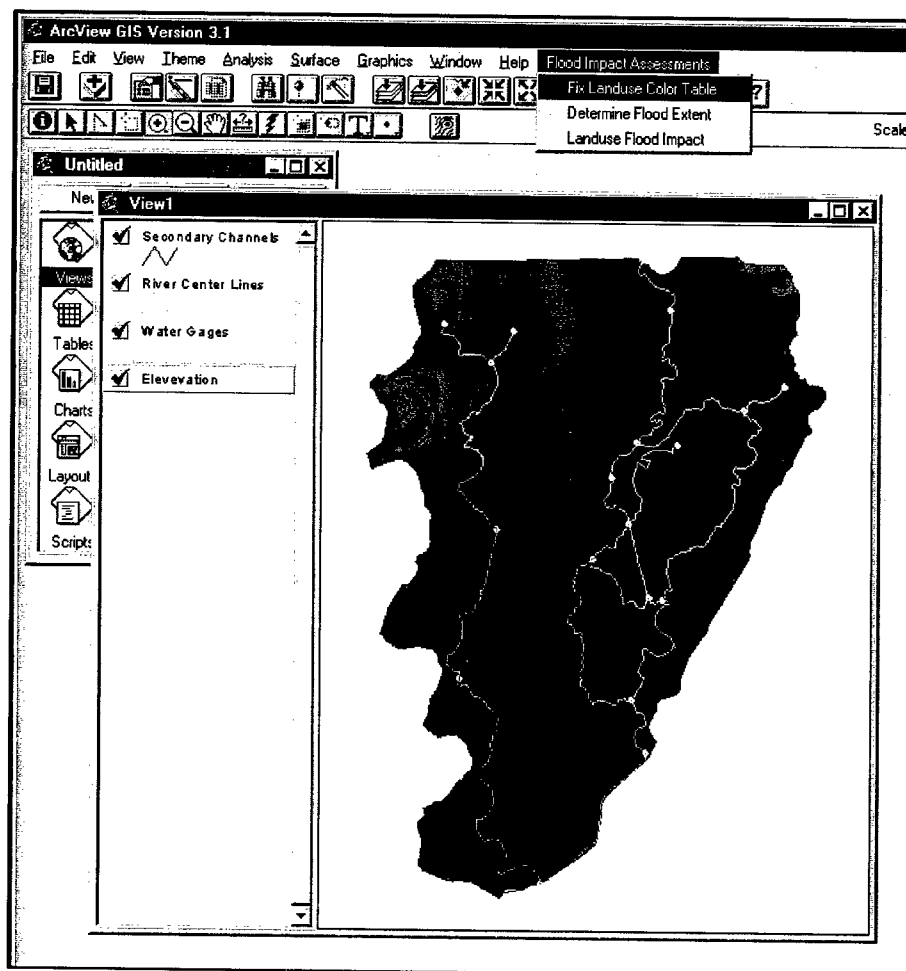 ArcView GIS Version 3.1
File Edit View Theme Analysis Surface Graphics Window Help Flood Impact Assessments
Fix Landuse Color Table
Determine Flood Extent
Landuse Flood Impact
Scale
Untitled
View1
Views
Tables
Charts
Layout
Scripts
Secondary Channels
River Center Lines
Water Gages
Elevevation